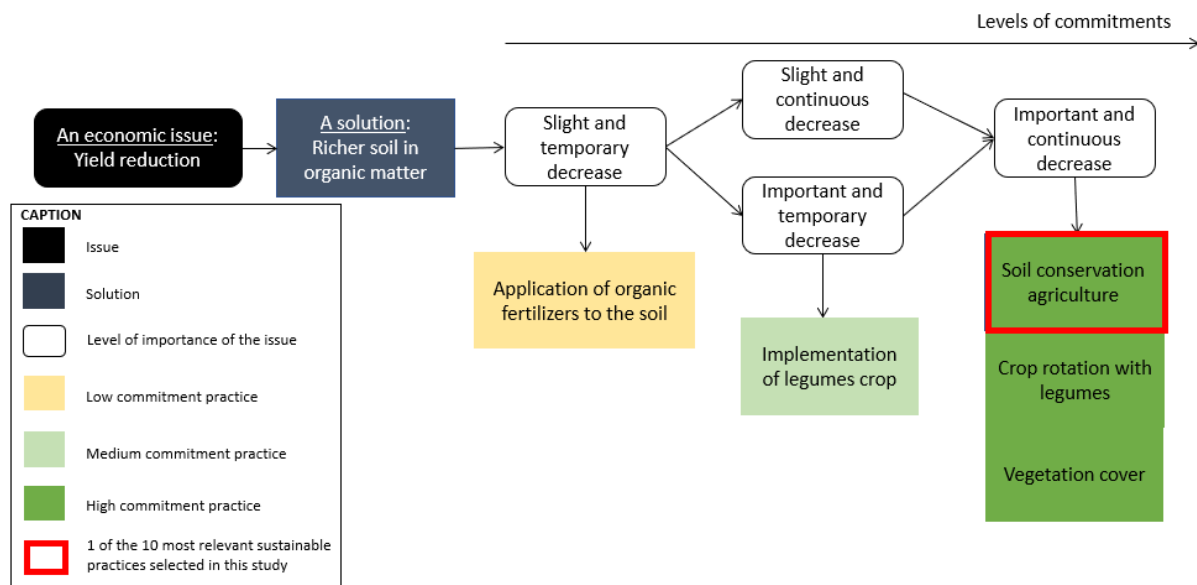 Levels of commitments
An economic issue:
Yield reduction
A solution:
Richer soil in
organic matter
Slight and
temporary
decrease
Slight and
continuous
decrease
Important and
temporary
decrease
Important and
continuous
decrease
Application of organic
fertilizers to the soil
Implementation
of legumes crop
Soil conservation
agriculture
Crop rotation with
legumes
Vegetation cover
CAPTION
Issue
Solution
Level of importance of the issue
Low commitment practice
Medium commitment practice
High commitment practice
1 of the 10 most relevant sustainable
practices selected in this study